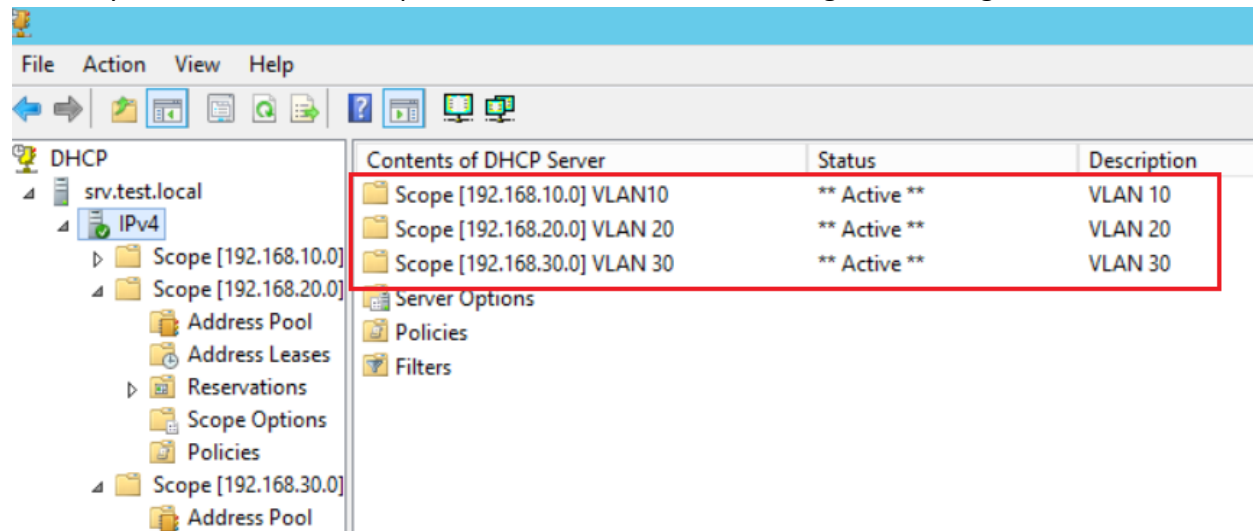 File Action View Help
DHCP
srv.test.local
IPv4
Scope [192.168.10.0]
Scope [192.168.20.0]
Address Pool
Address Leases
Reservations
Scope Options
Policies
Scope [192.168.30.0]
Address Pool
Contents of DHCP Server Status Description
Scope [192.168.10.0] VLAN10 ** Active ** VLAN 10
Scope [192.168.20.0] VLAN 20 ** Active ** VLAN 20
Scope [192.168.30.0] VLAN 30 ** Active ** VLAN 30
Server Options
Policies
Filters